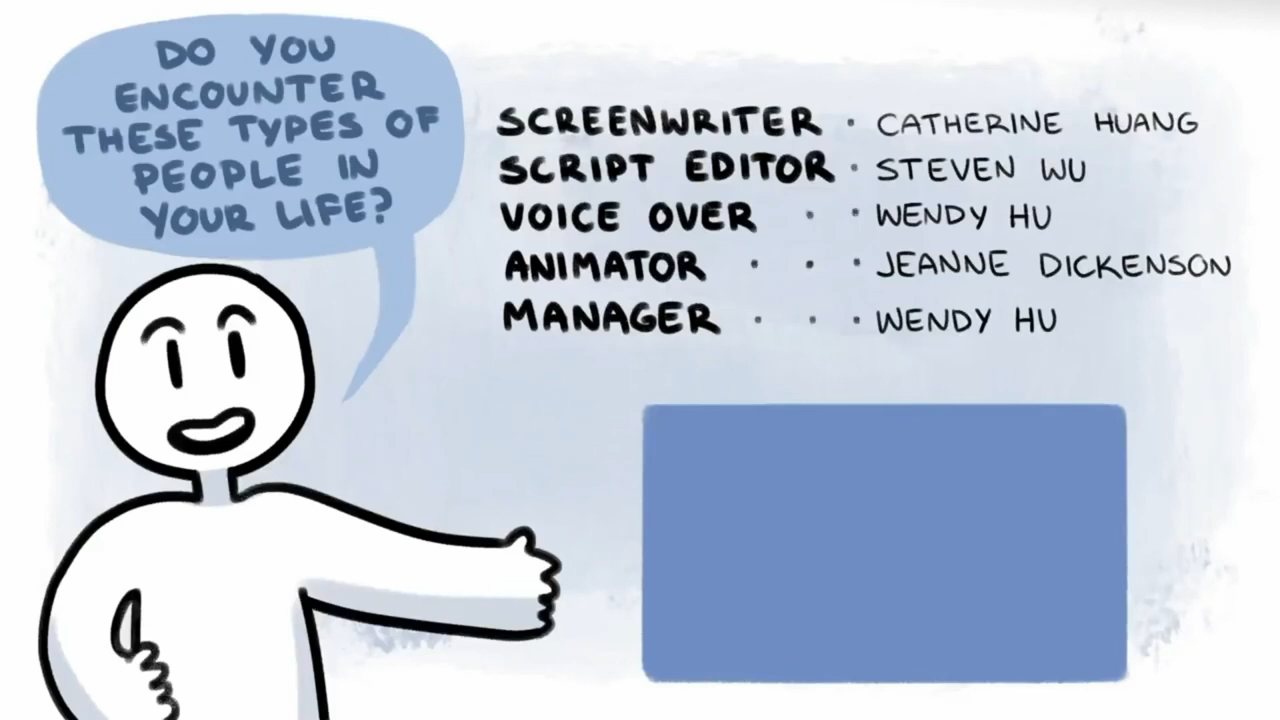 DO YOU
ENCOUNTER
THESE TYPES OF
PEOPLE IN
YOUR LIFE?
SCREENWRITER · CATHERINE HUANG
SCRIPT EDITOR · STEVEN WU
VOICE OVER · · WENDY HU
ANIMATOR · · · JEANNE DICKENSON
MANAGER · · · WENDY HU